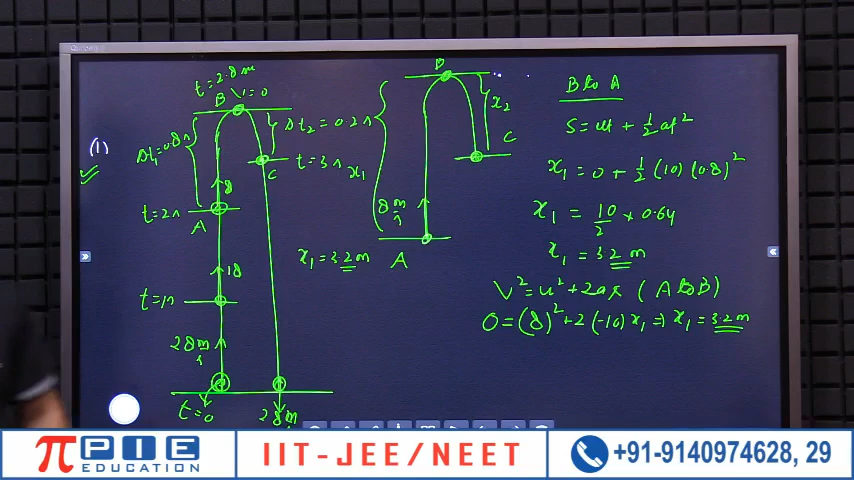 (1)
t=2.8 m
B V=0
Δt₁=0.8 s
Δt₂=0.2 s
t=3 s
C
8
t=2s
A
18
t=1s
28 m/s
t=0
28 m/
B
x₂
C
x₁
8 m/s
A
x₁=3.2 m
B to A
S=ut + ½at²
x₁=0+½(10)(0.8)²
x₁ = 10/2 × 0.64
x₁=3.2 m
V²=u²+2ax (A to B)
0=(8)²+2(-10)x₁ ⇒ x₁=3.2 m
π PIE EDUCATION
IIT-JEE/NEET
+91-9140974628, 29